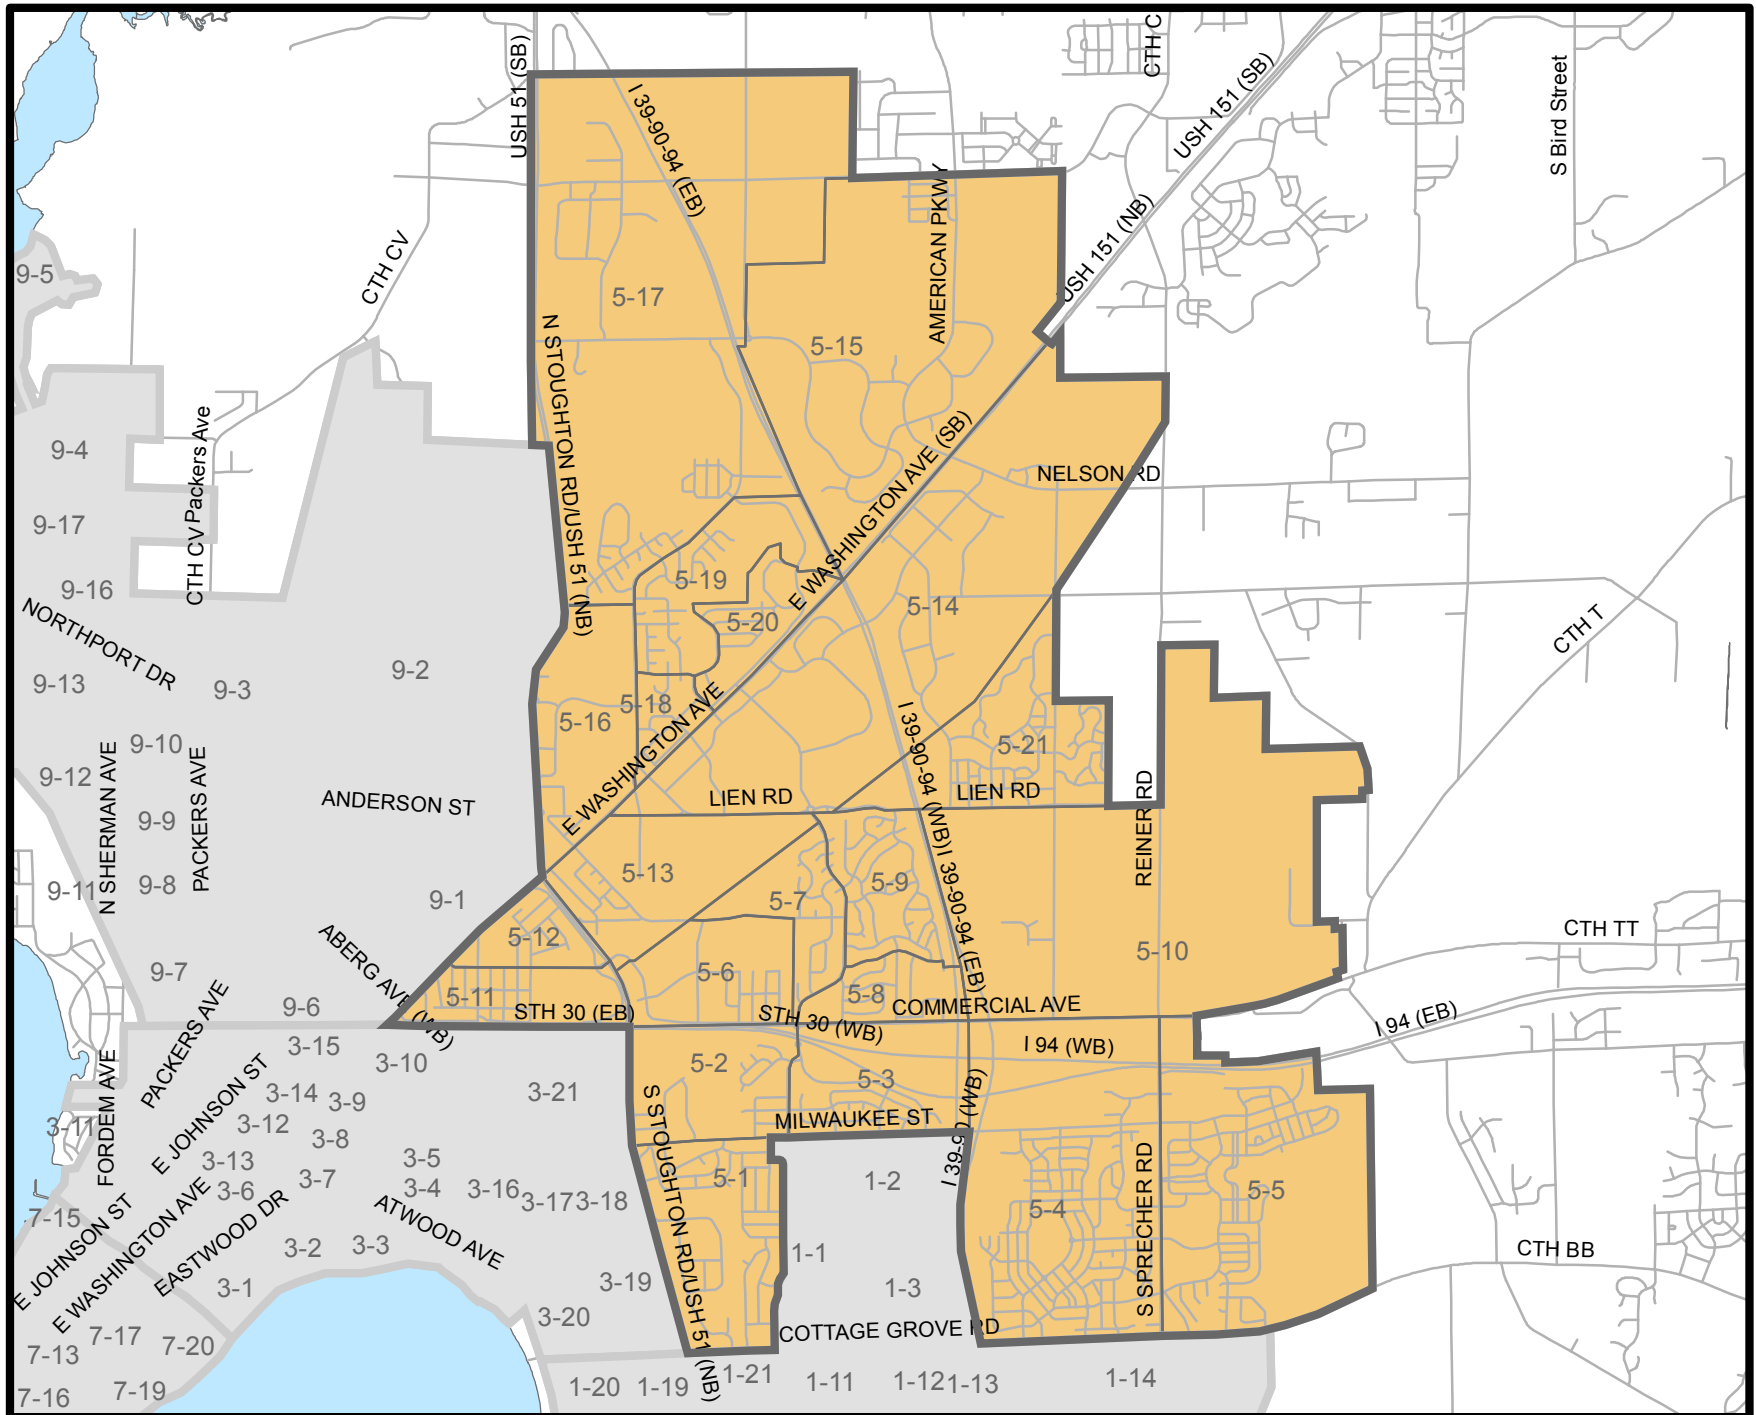 CTH C
USH 51 (SB)
I 39-90-94 (EB)
USH 151 (SB)
S Bird Street
AMERICAN PKWY
USH 151 (NB)
CTH CV
9-5
5-17
N STOUGHTON RD/USH 51 (NB)
5-15
9-4
CTH CV Packers Ave
E WASHINGTON AVE (SB)
NELSON RD
9-17
9-16
5-19
5-14
5-20
NORTHPORT DR
CTH T
9-2
9-13
9-3
5-18
5-16
E WASHINGTON AVE
9-10
5-21
I 39-90-94 (WB)
9-12
N SHERMAN AVE
PACKERS AVE
ANDERSON ST
LIEN RD
LIEN RD
REINER RD
9-9
5-13
9-11
9-8
9-1
5-7
5-9
I 39-90-94 (EB)
CTH TT
ABERG AVE
(WB)
5-12
5-10
9-7
5-6
5-11
5-8
9-6
STH 30 (EB)
STH 30 (WB)
COMMERCIAL AVE
I 94 (EB)
PACKERS AVE
3-15
3-10
I 94 (WB)
5-2
5-3
FORDEM AVE
E JOHNSON ST
3-14
3-9
3-21
3-11
3-12
3-8
MILWAUKEE ST
I 39-90 (WB)
S STOUGHTON RD/USH 51 (NB)
3-13
3-5
3-7
3-6
3-4
3-16
3-17
3-18
5-1
1-2
5-4
S SPRECHER RD
5-5
7-15
E JOHNSON ST
E WASHINGTON AVE
EASTWOOD DR
ATWOOD AVE
3-2
3-3
1-1
CTH BB
3-1
3-19
1-3
3-20
COTTAGE GROVE RD
7-17
7-20
7-13
7-16
7-19
1-20
1-19
1-21
1-11
1-12
1-13
1-14